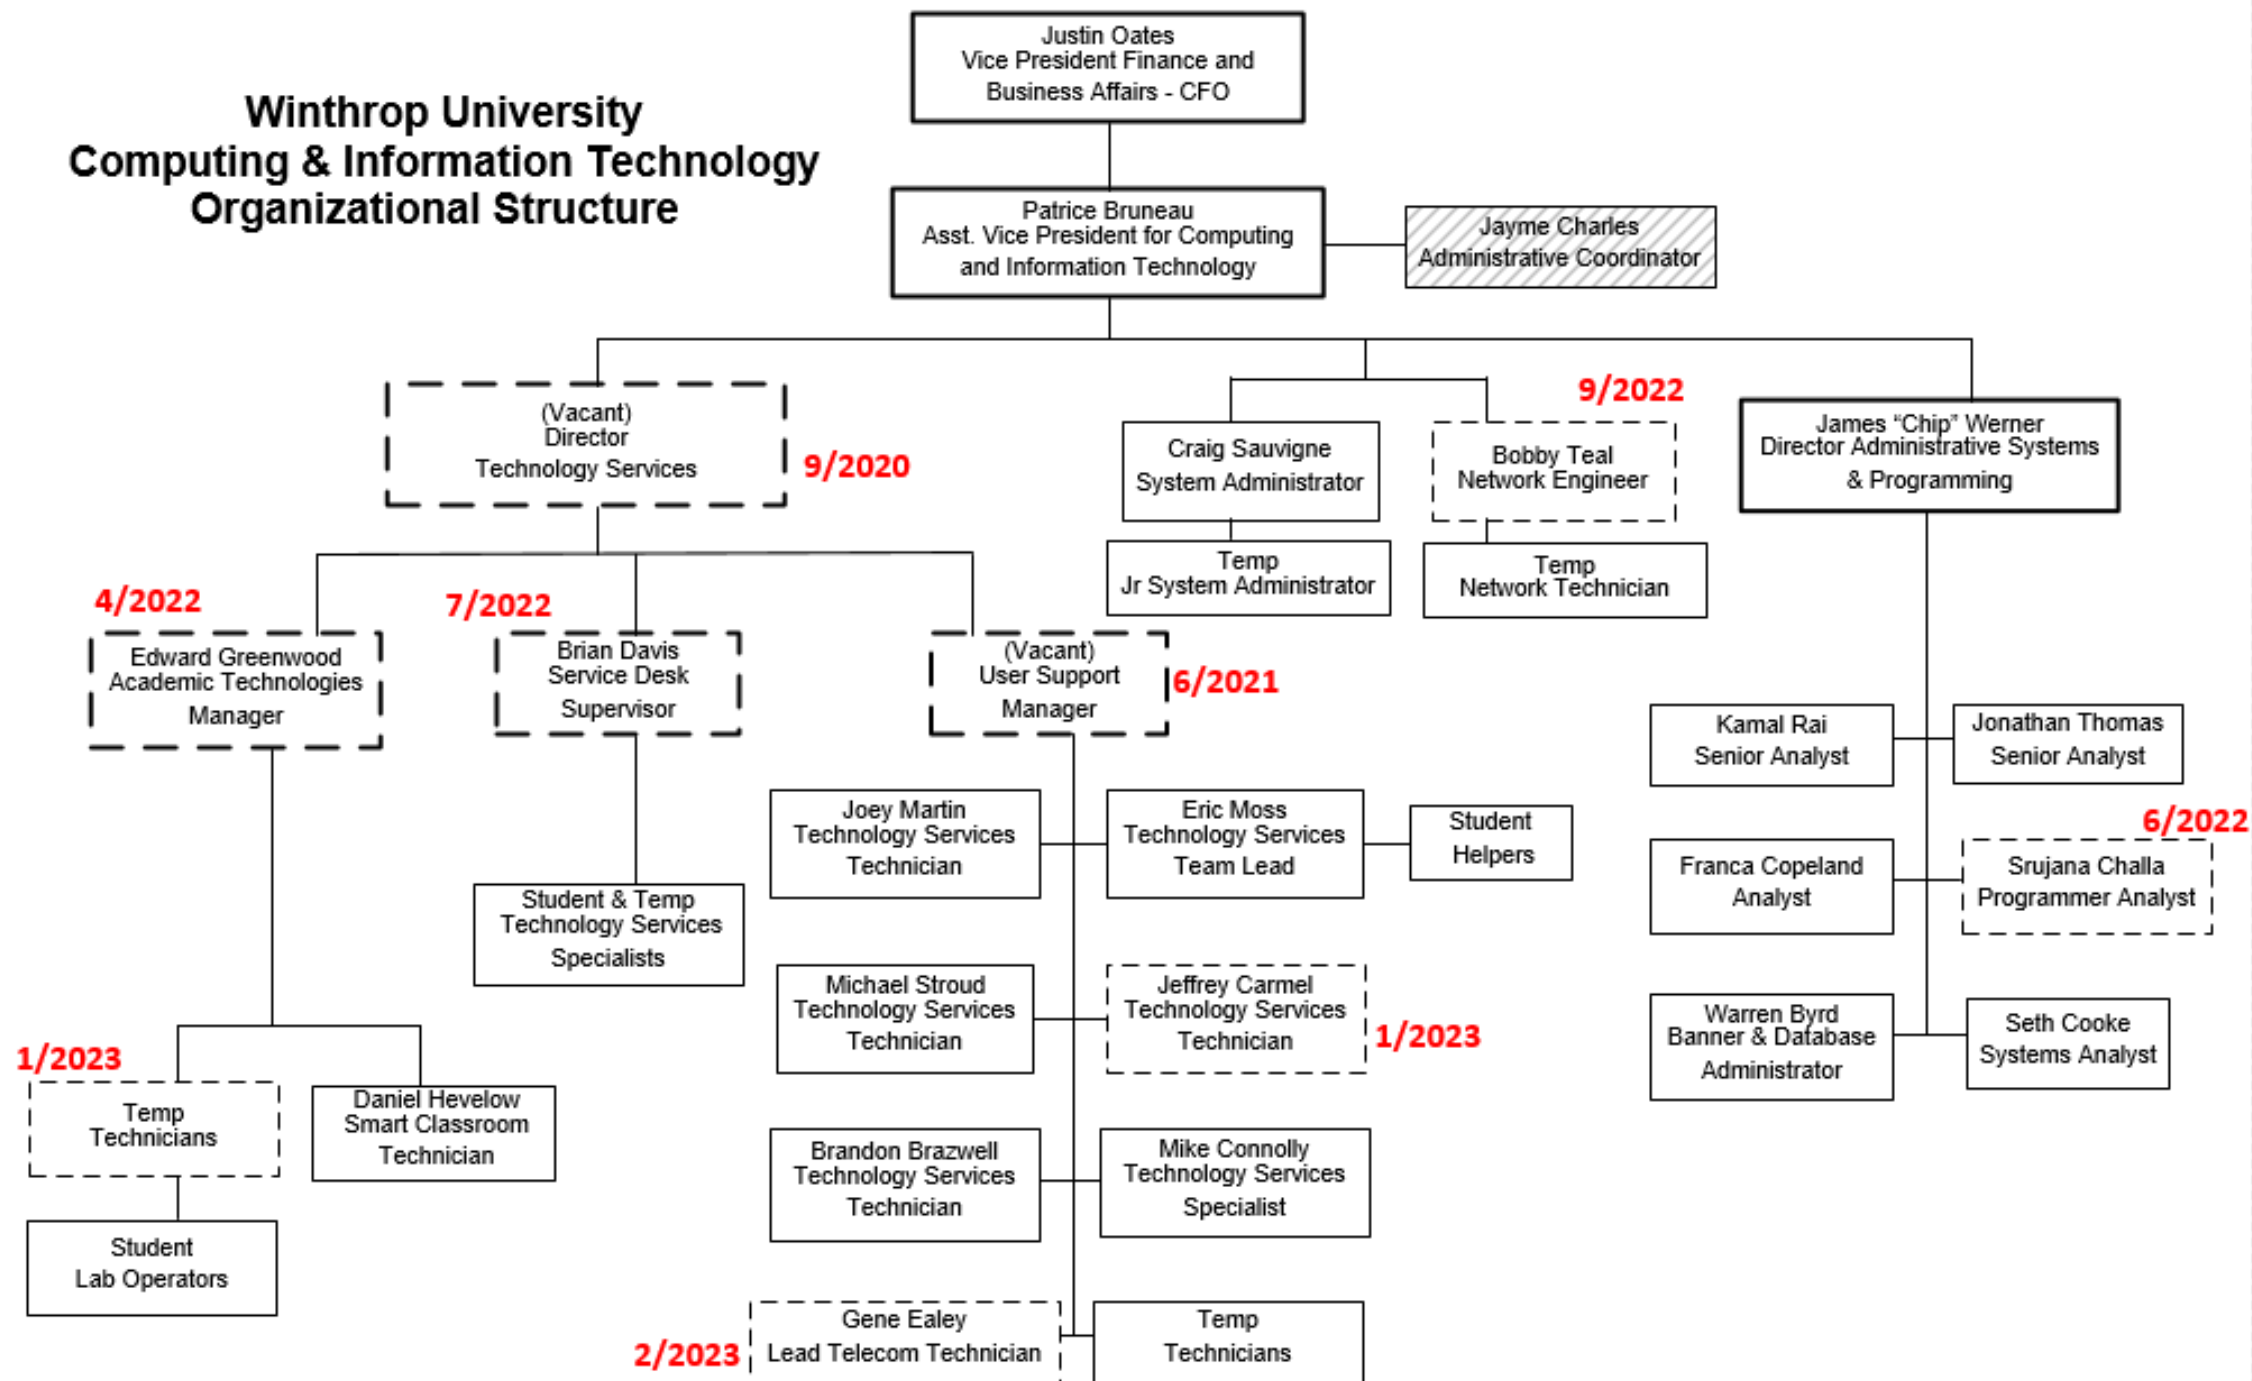 Winthrop University
Computing & Information Technology
Organizational Structure
Justin Oates
Vice President Finance and
Business Affairs - CFO
Patrice Bruneau
Asst. Vice President for Computing
and Information Technology
Jayme Charles
Administrative Coordinator
(Vacant)
Director
Technology Services
9/2020
Craig Sauvigne
System Administrator
Temp
Jr System Administrator
9/2022
Bobby Teal
Network Engineer
Temp
Network Technician
James “Chip” Werner
Director Administrative Systems
& Programming
4/2022
Edward Greenwood
Academic Technologies
Manager
7/2022
Brian Davis
Service Desk
Supervisor
(Vacant)
User Support
Manager
6/2021
Kamal Rai
Senior Analyst
Jonathan Thomas
Senior Analyst
Joey Martin
Technology Services
Technician
Eric Moss
Technology Services
Team Lead
Student
Helpers
6/2022
Franca Copeland
Analyst
Srujana Challa
Programmer Analyst
Student & Temp
Technology Services
Specialists
Michael Stroud
Technology Services
Technician
Jeffrey Carmel
Technology Services
Technician
1/2023
Warren Byrd
Banner & Database
Administrator
Seth Cooke
Systems Analyst
1/2023
Temp
Technicians
Daniel Hevelow
Smart Classroom
Technician
Brandon Brazwell
Technology Services
Technician
Mike Connolly
Technology Services
Specialist
Student
Lab Operators
2/2023
Gene Ealey
Lead Telecom Technician
Temp
Technicians